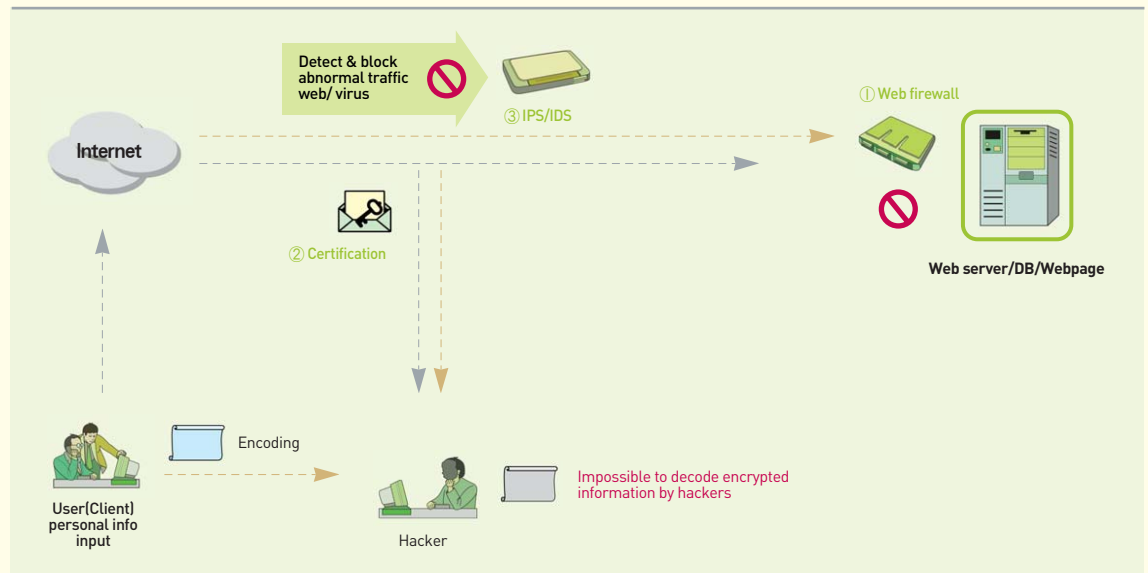 Detect & block
abnormal traffic
web/ virus
③ IPS/IDS
① Web firewall
Internet
② Certification
Web server/DB/Webpage
Encoding
User(Client)
personal info
input
Hacker
Impossible to decode encrypted
information by hackers